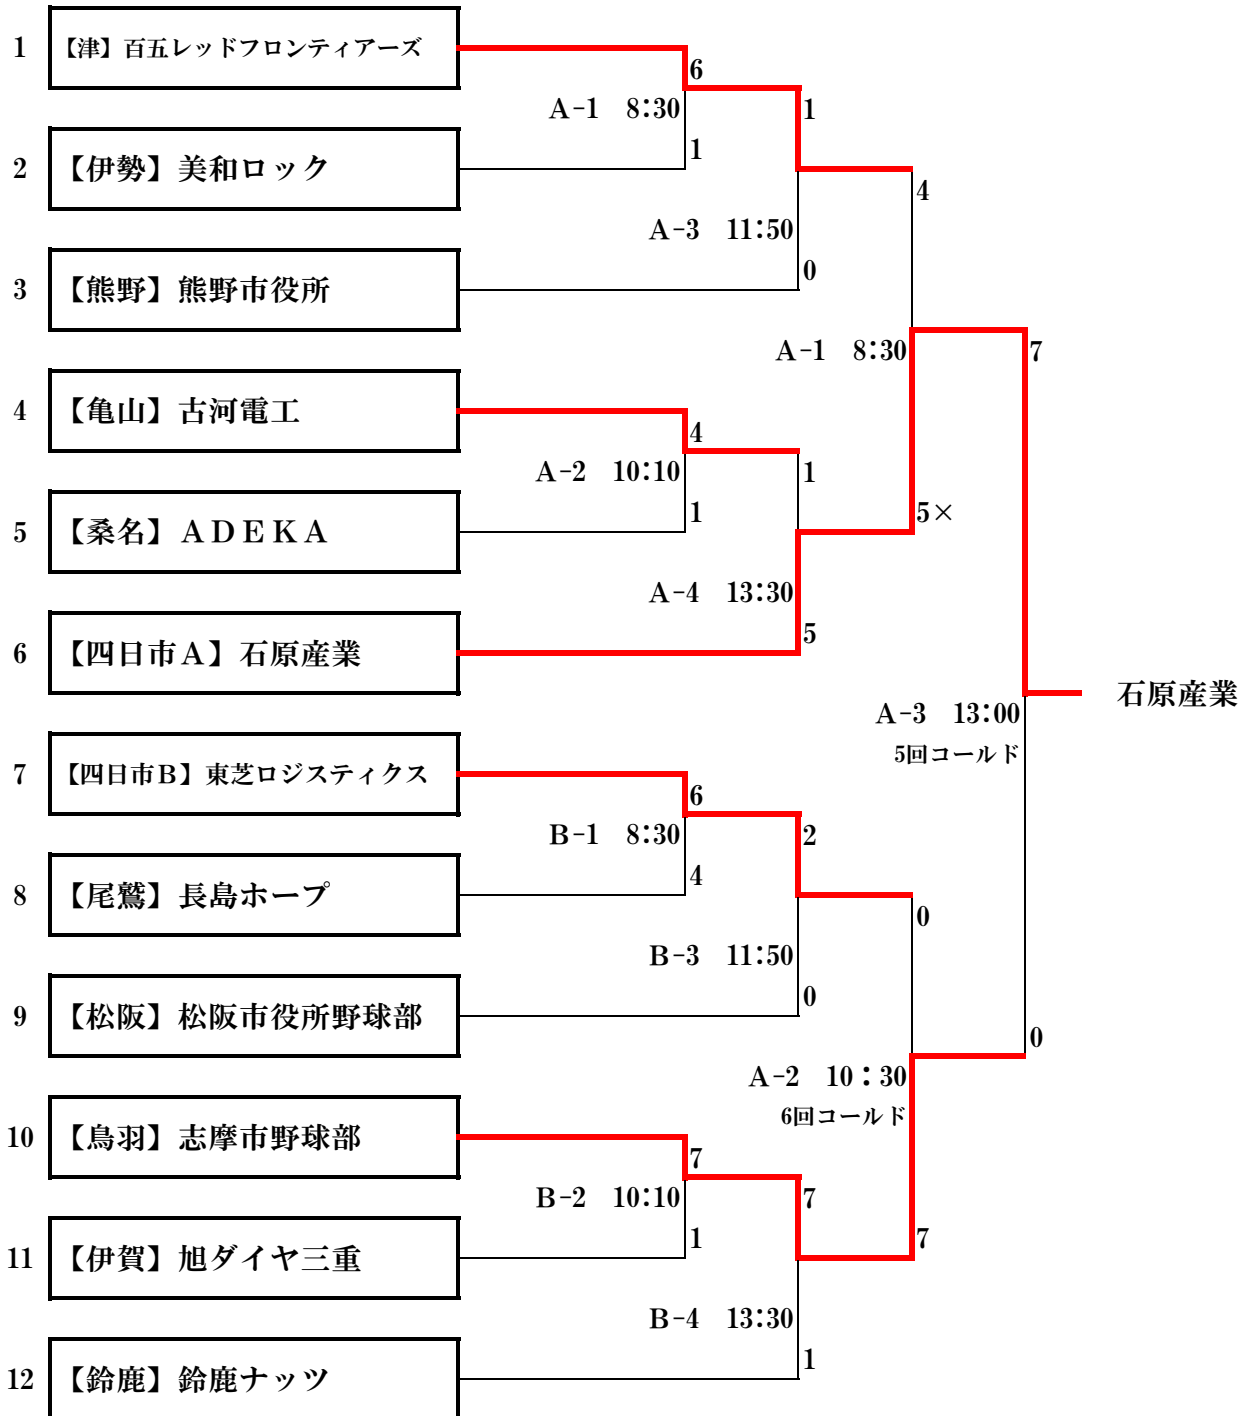 1 【津】百五レッドフロンティアーズ
6
A-1 8:30
1
1
2 【伊勢】美和ロック
4
A-3 11:50
0
3 【熊野】熊野市役所
A-1 8:30
7
4 【亀山】古河電工
4
A-2 10:10
1
1
5×
5 【桑名】ＡＤＥＫＡ
A-4 13:30
5
6 【四日市Ａ】石原産業
石原産業
A-3 13:00
5回コールド
7 【四日市Ｂ】東芝ロジスティクス
6
B-1 8:30
2
4
8 【尾鷲】長島ホープ
0
B-3 11:50
0
9 【松阪】松阪市役所野球部
0
A-2 10：30
6回コールド
10 【鳥羽】志摩市野球部
7
B-2 10:10
7
1
7
11 【伊賀】旭ダイヤ三重
B-4 13:30
1
12 【鈴鹿】鈴鹿ナッツ